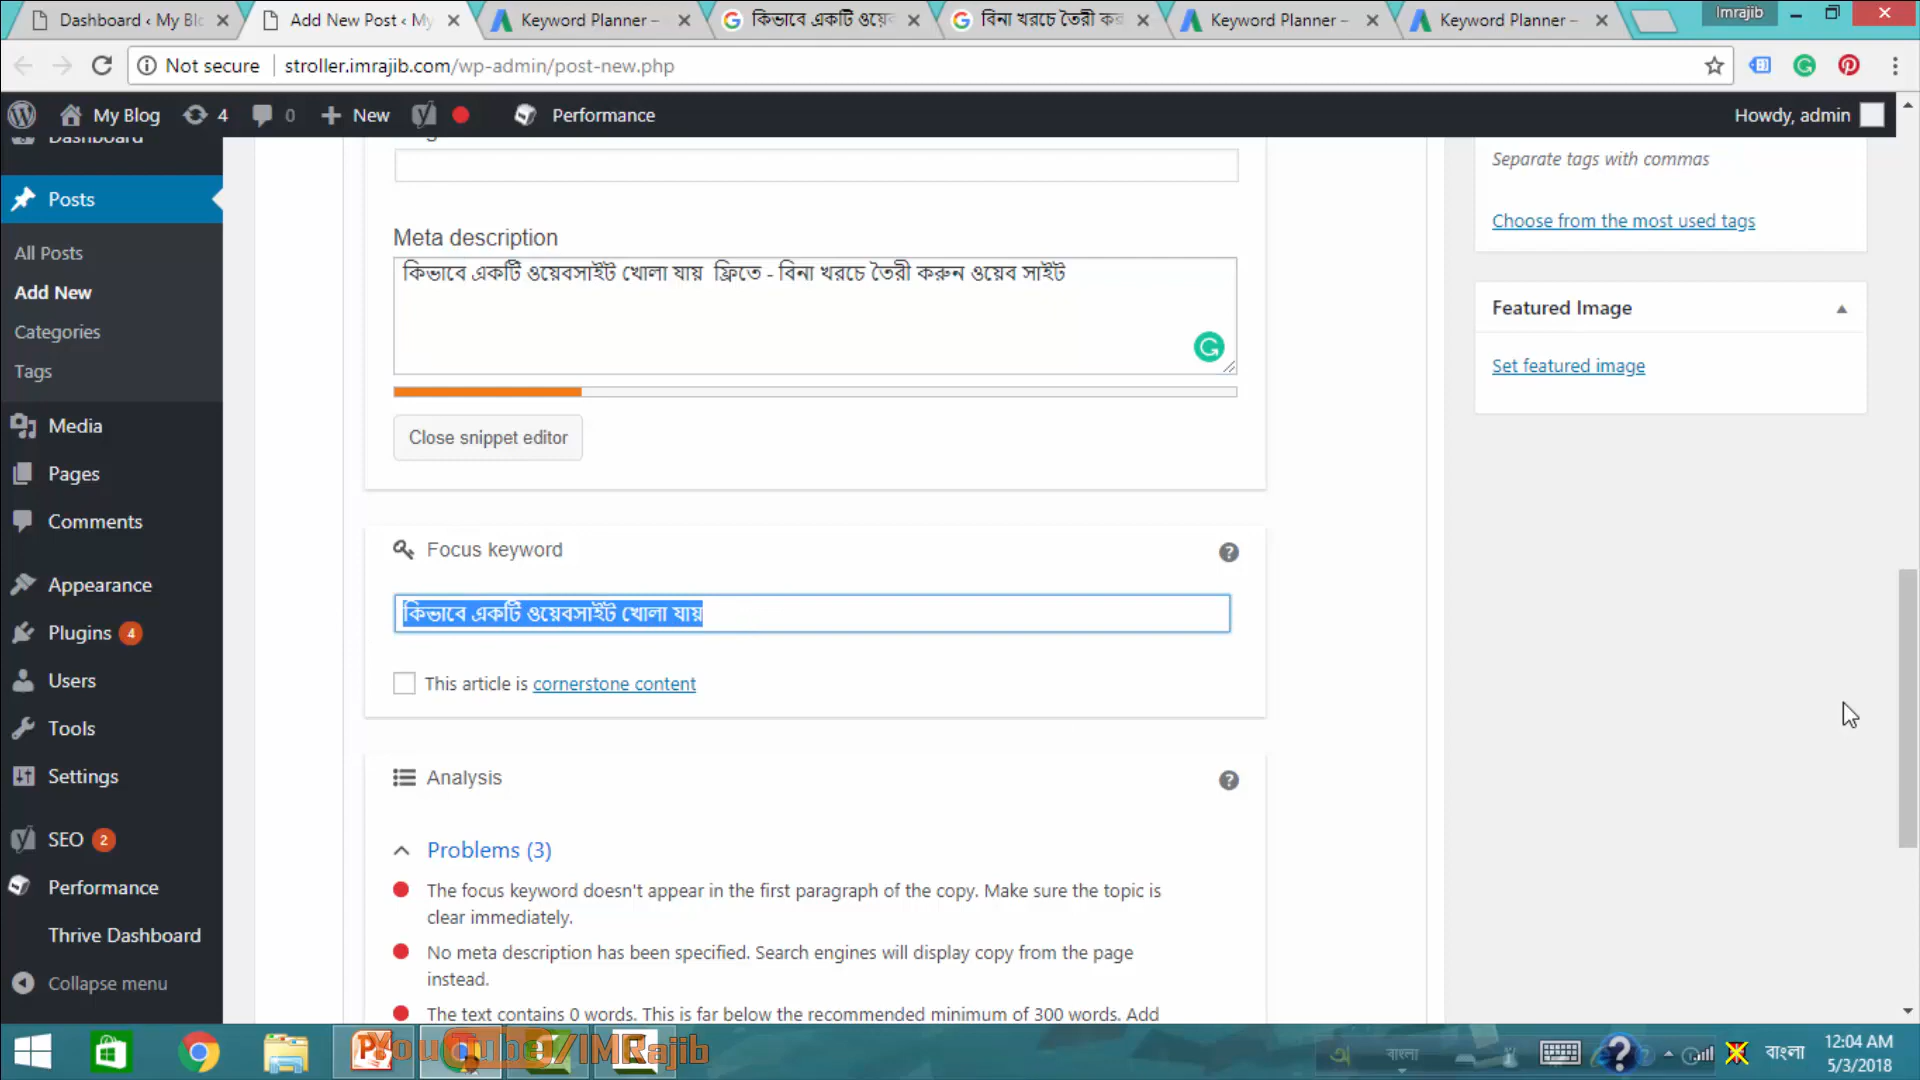 Dashboard ‹ My Bl
Add New Post ‹ My
Keyword Planner –
কিভাবে একটি ওয়েব
বিনা খরচে তৈরী কর
Keyword Planner –
Keyword Planner –
Imrajib
Not secure
stroller.imrajib.com/wp-admin/post-new.php
My Blog
4
0
New
Performance
Howdy, admin
Dashboard
Posts
All Posts
Add New
Categories
Tags
Media
Pages
Comments
Appearance
Plugins 4
Users
Tools
Settings
SEO 2
Performance
Thrive Dashboard
Collapse menu
Meta description
কিভাবে একটি ওয়েবসাইট খোলা যায় ফ্রিতে - বিনা খরচে তৈরী করুন ওয়েব সাইট
Close snippet editor
Focus keyword
কিভাবে একটি ওয়েবসাইট খোলা যায়
This article is cornerstone content
Analysis
Problems (3)
The focus keyword doesn't appear in the first paragraph of the copy. Make sure the topic is
clear immediately.
No meta description has been specified. Search engines will display copy from the page
instead.
The text contains 0 words. This is far below the recommended minimum of 300 words. Add
Separate tags with commas
Choose from the most used tags
Featured Image
Set featured image
YouTube/IMRajib
বাংলা
বাংলা
12:04 AM
5/3/2018